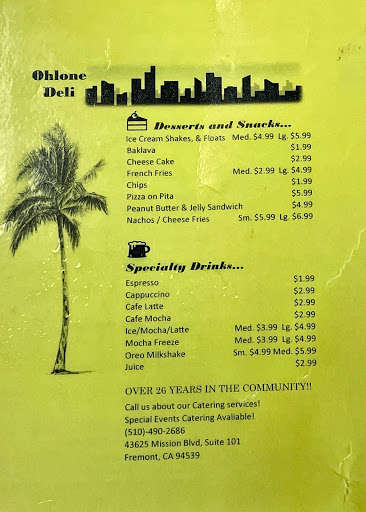 Ohlone
Deli
Desserts and Snacks...
Ice Cream Shakes, & Floats Med. $4.99 Lg. $5.99
Baklava $1.99
Cheese Cake $2.99
French Fries Med. $2.99 Lg. $4.99
Chips $1.99
Pizza on Pita $5.99
Peanut Butter & Jelly Sandwich $4.99
Nachos / Cheese Fries Sm. $5.99 Lg. $6.99
Specialty Drinks...
Espresso $1.99
Cappuccino $2.99
Cafe Latte $2.99
Cafe Mocha $2.99
Ice/Mocha/Latte Med. $3.99 Lg. $4.99
Mocha Freeze Med. $3.99 Lg. $4.99
Oreo Milkshake Sm. $4.99 Med. $5.99
Juice $2.99
OVER 26 YEARS IN THE COMMUNITY!!
Call us about our Catering services!
Special Events Catering Avaliable!
(510)-490-2686
43625 Mission Blvd, Suite 101
Fremont, CA 94539